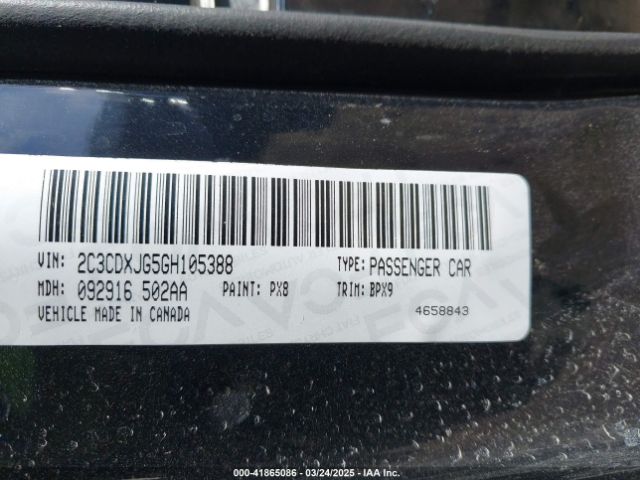 VIN: 2C3CDXJG5GH105388 TYPE: PASSENGER CAR
MDH: 092916 502AA PAINT: PX8 TRIM: BPX9
VEHICLE MADE IN CANADA 4658843
000-41865086 - 03/24/2025 - IAA Inc.